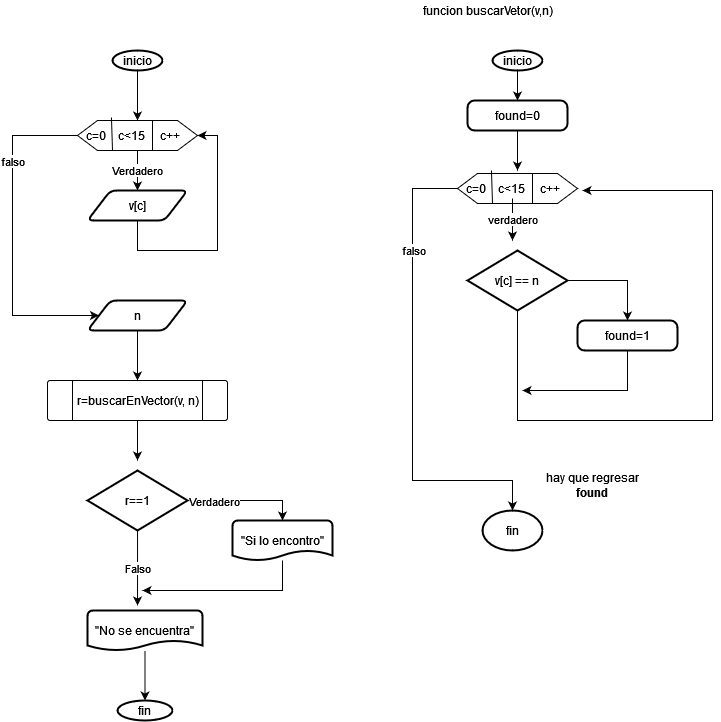 funcion buscarVetor(v,n)
inicio
c=0 c<15 c++
falso
Verdadero
v[c]
n
r=buscarEnVector(v, n)
r==1
Verdadero
"Si lo encontro"
Falso
"No se encuentra"
fin
inicio
found=0
c=0 c<15 c++
verdadero
falso
v[c] == n
found=1
hay que regresar
found
fin